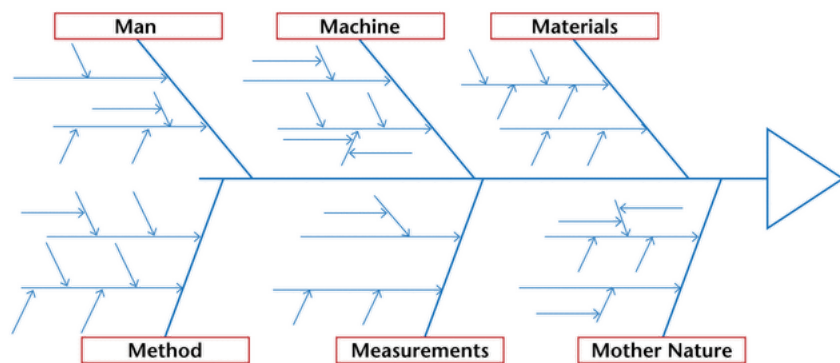 Man
Machine
Materials
Method
Measurements
Mother Nature